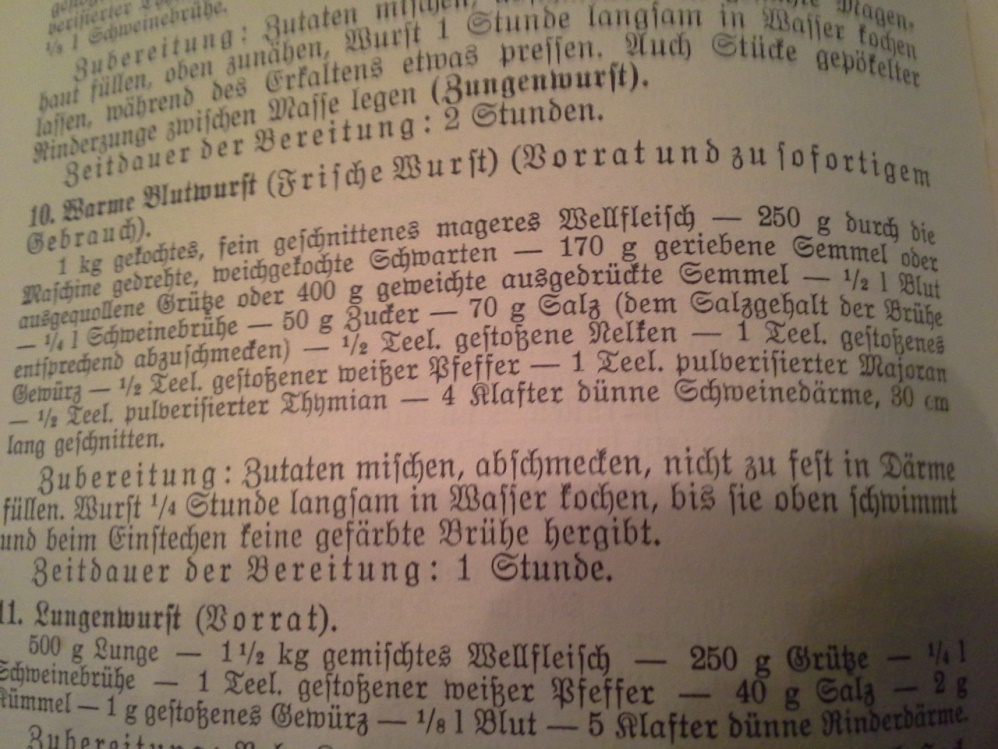 pulverisierter
1/8 l Schweinebrühe.
Zubereitung: Zutaten mischen, Magen-
haut füllen, oben zunähen, Wurst 1 Stunde langsam in Wasser kochen
lassen, während des Erkaltens etwas pressen. Auch Stücke gepökelter
Rinderzunge zwischen Masse legen (Zungenwurst).
Zeitdauer der Bereitung: 2 Stunden.
10. Warme Blutwurst (Frische Wurst) (Vorrat und zu sofortigem
Gebrauch).
1 kg gekochtes, fein geschnittenes mageres Wellfleisch — 250 g durch die
Maschine gedrehte, weichgekochte Schwarten — 170 g geriebene Semmel oder
ausgequollene Grütze oder 400 g geweichte ausgedrückte Semmel — 1/2 l Blut
— 1/4 l Schweinebrühe — 50 g Zucker — 70 g Salz (dem Salzgehalt der Brühe
entsprechend abzuschmecken) — 1/2 Teel. gestoßene Nelken — 1 Teel. gestoßenes
Gewürz — 1/2 Teel. gestoßener weißer Pfeffer — 1 Teel. pulverisierter Majoran
— 1/2 Teel. pulverisierter Thymian — 4 Klafter dünne Schweinedärme, 30 cm
lang geschnitten.
Zubereitung: Zutaten mischen, abschmecken, nicht zu fest in Därme
füllen. Wurst 1/4 Stunde langsam in Wasser kochen, bis sie oben schwimmt
und beim Einstechen keine gefärbte Brühe hergibt.
Zeitdauer der Bereitung: 1 Stunde.
11. Lungenwurst (Vorrat).
500 g Lunge — 1 1/2 kg gemischtes Wellfleisch — 250 g Grütze — 1/4 l
Schweinebrühe — 1 Teel. gestoßener weißer Pfeffer — 40 g Salz — 2 g
Kümmel — 1 g gestoßenes Gewürz — 1/8 l Blut — 5 Klafter dünne Rinderdärme.
Zubereitung: